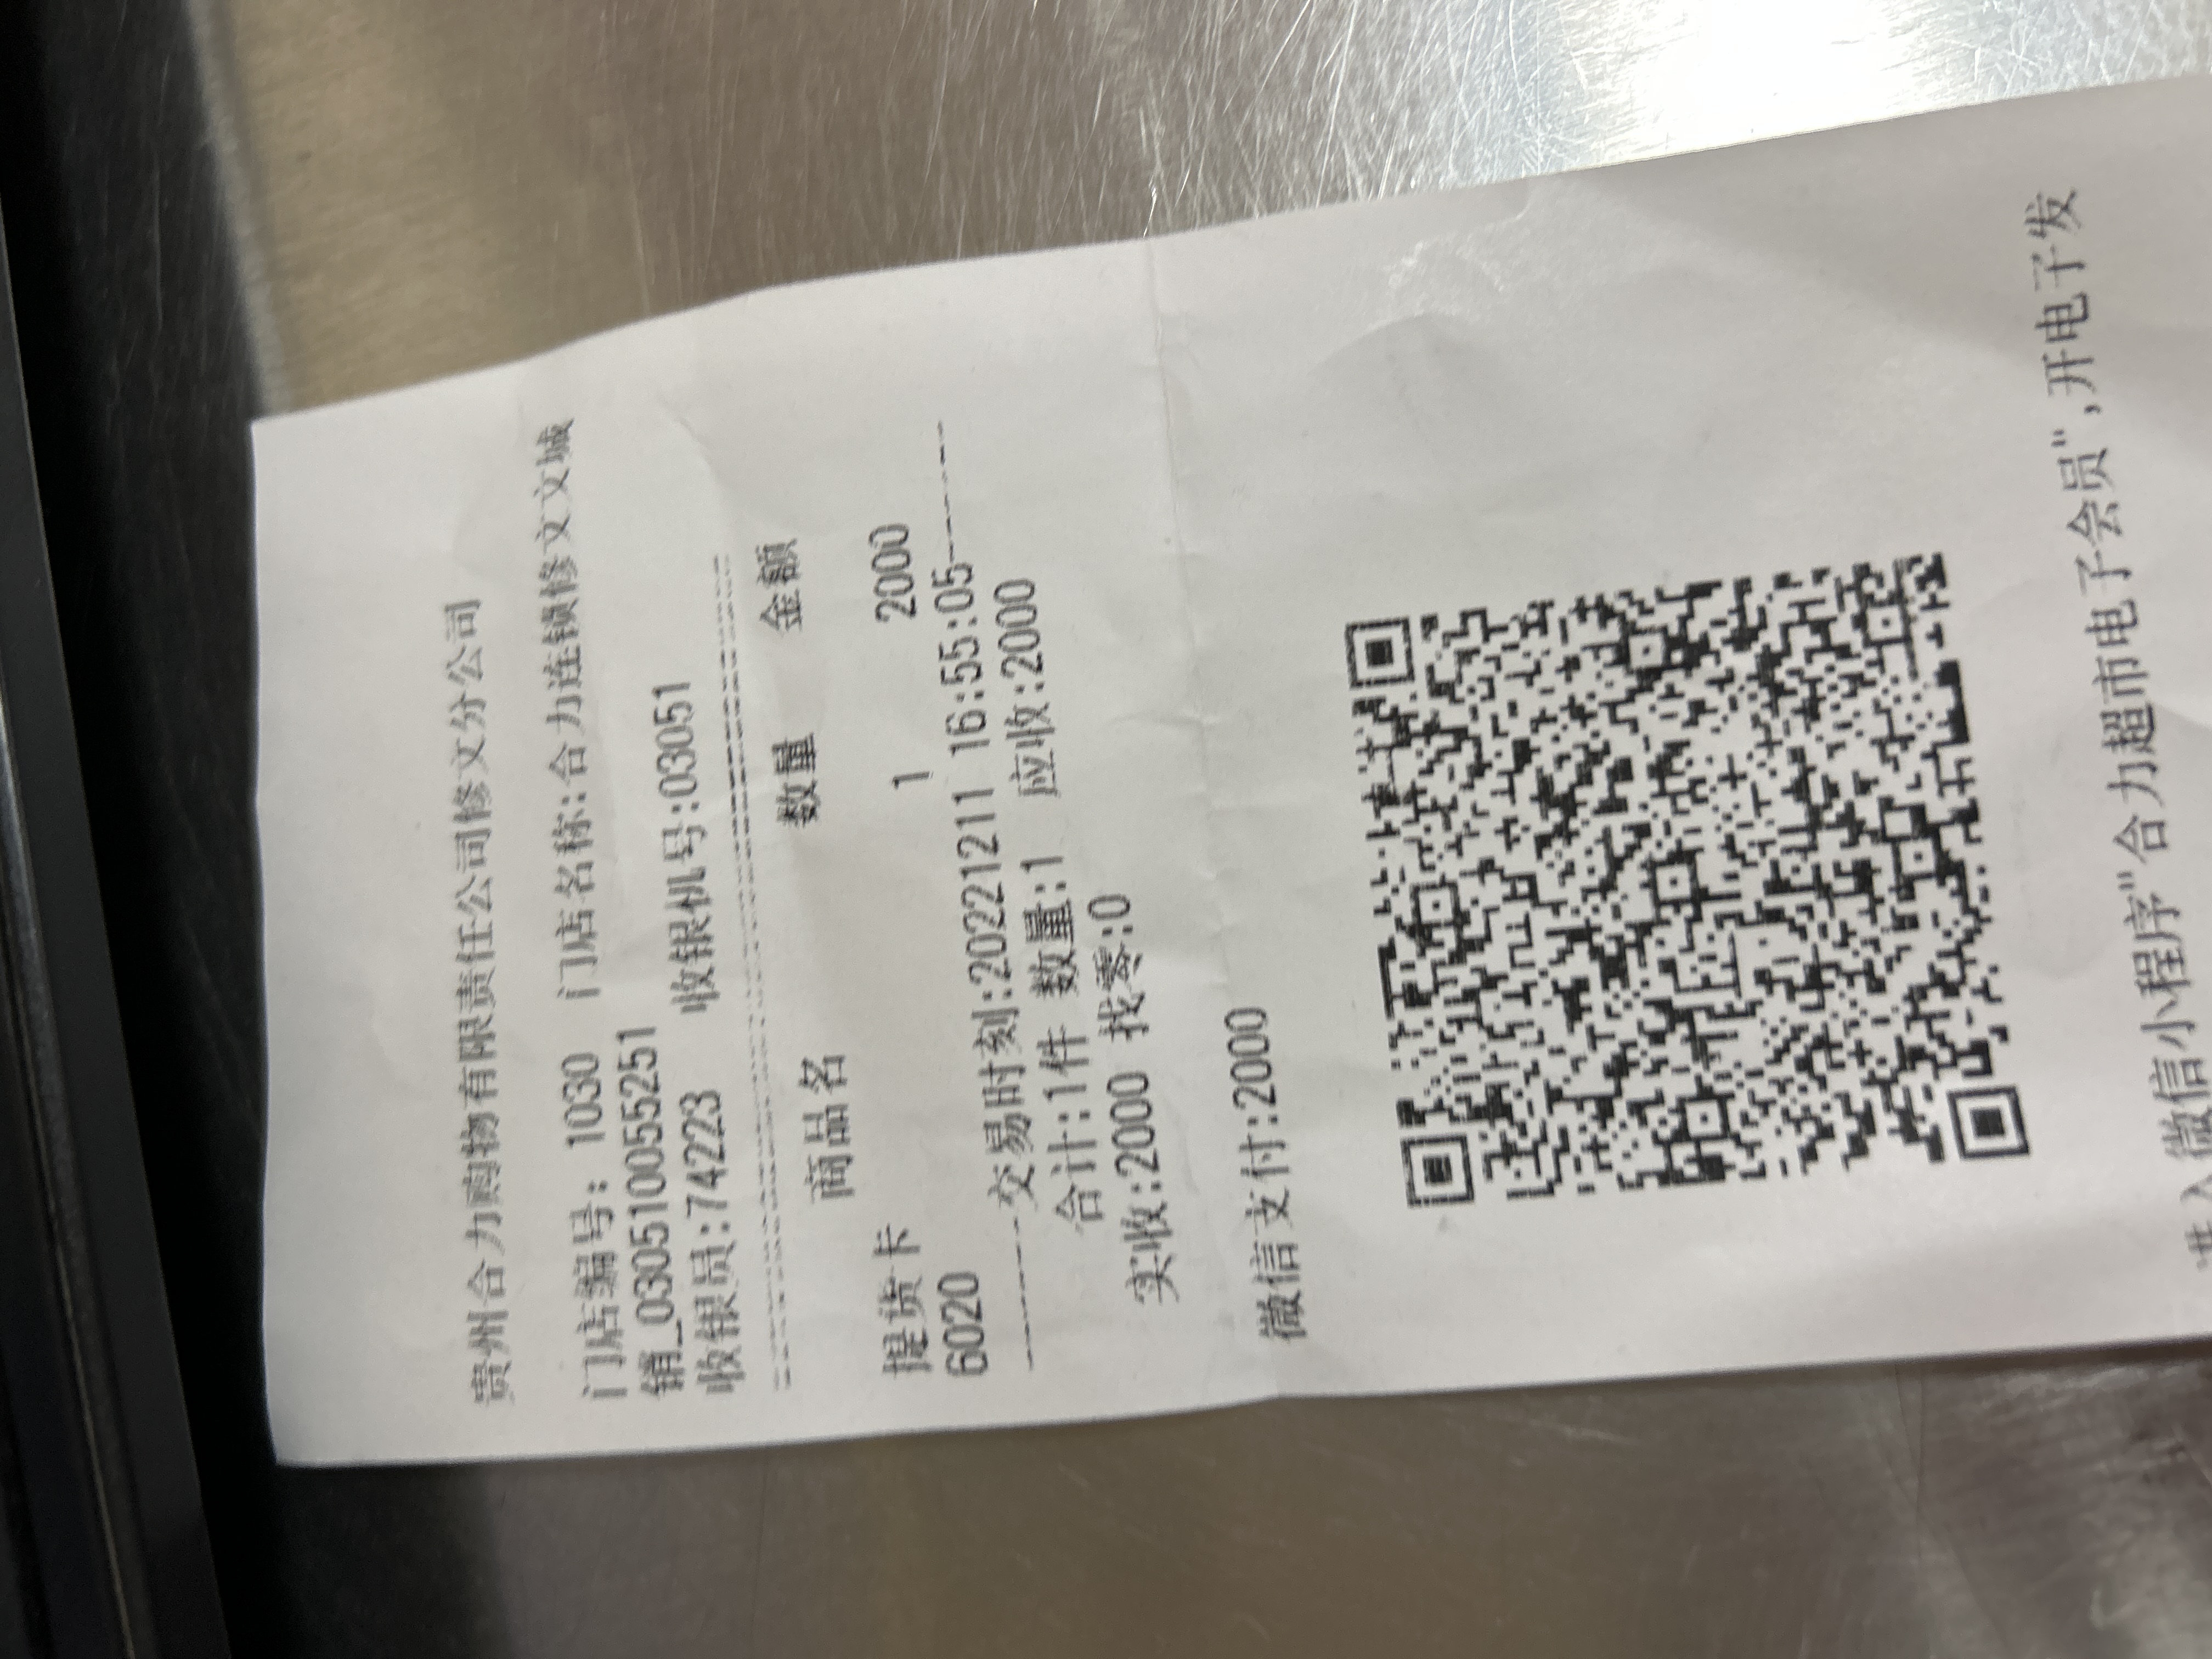 贵州合力购物有限责任公司修文分公司
门店编号: 1030 门店名称:合力连锁修文文城
销_030510055251
收银员:74223 收银机号:03051
商品名 数量 金额
提货卡
6020 1 2000
------交易时刻:20221211 16:55:05------
合计:1件 数量:1 应收:2000
实收:2000 找零:0
微信支付:2000
进入微信小程序"合力超市电子会员",开电子发